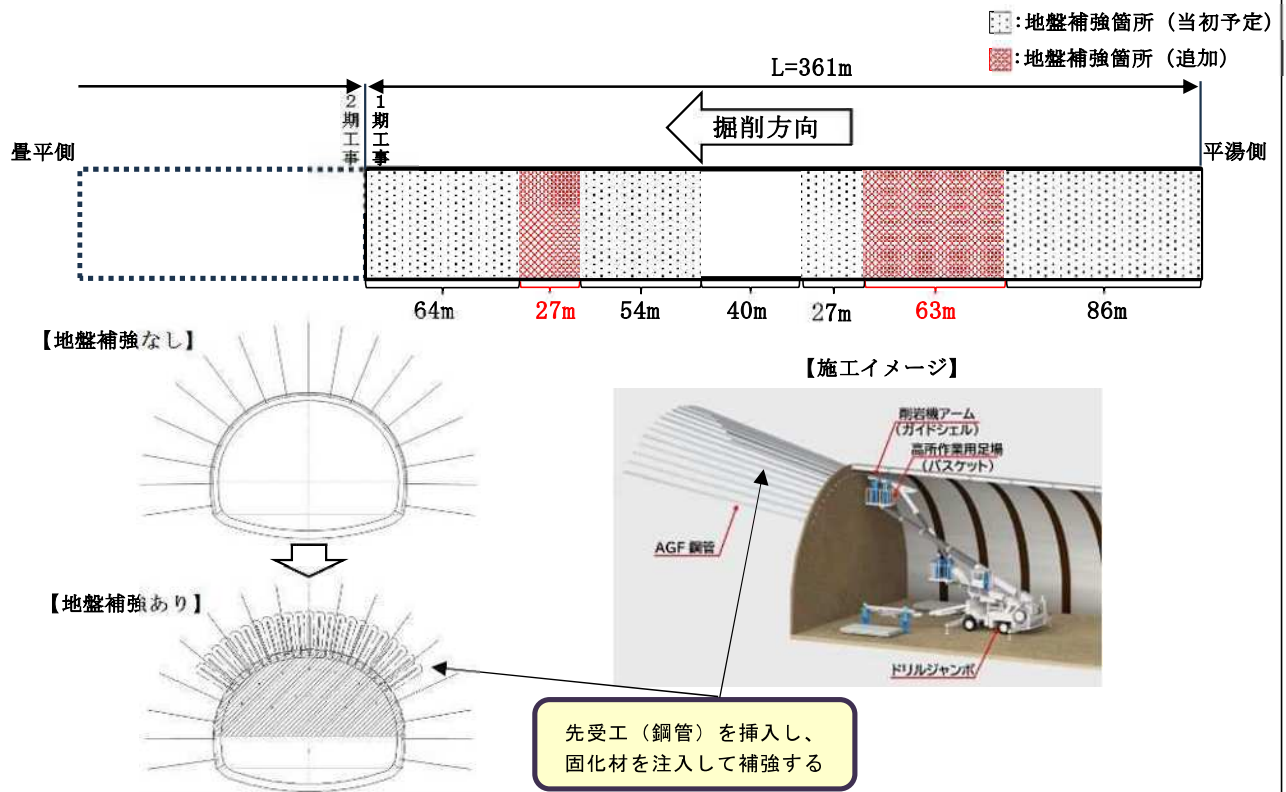 ：地盤補強箇所（当初予定）
：地盤補強箇所（追加）
L=361m
2期工事
1期工事
掘削方向
畳平側
平湯側
64m
27m
54m
40m
27m
63m
86m
【地盤補強なし】
【施工イメージ】
削岩機アーム
(ガイドシェル)
高所作業用足場
(バスケット)
AGF 鋼管
【地盤補強あり】
ドリルジャンボ
先受工（鋼管）を挿入し、
固化材を注入して補強する